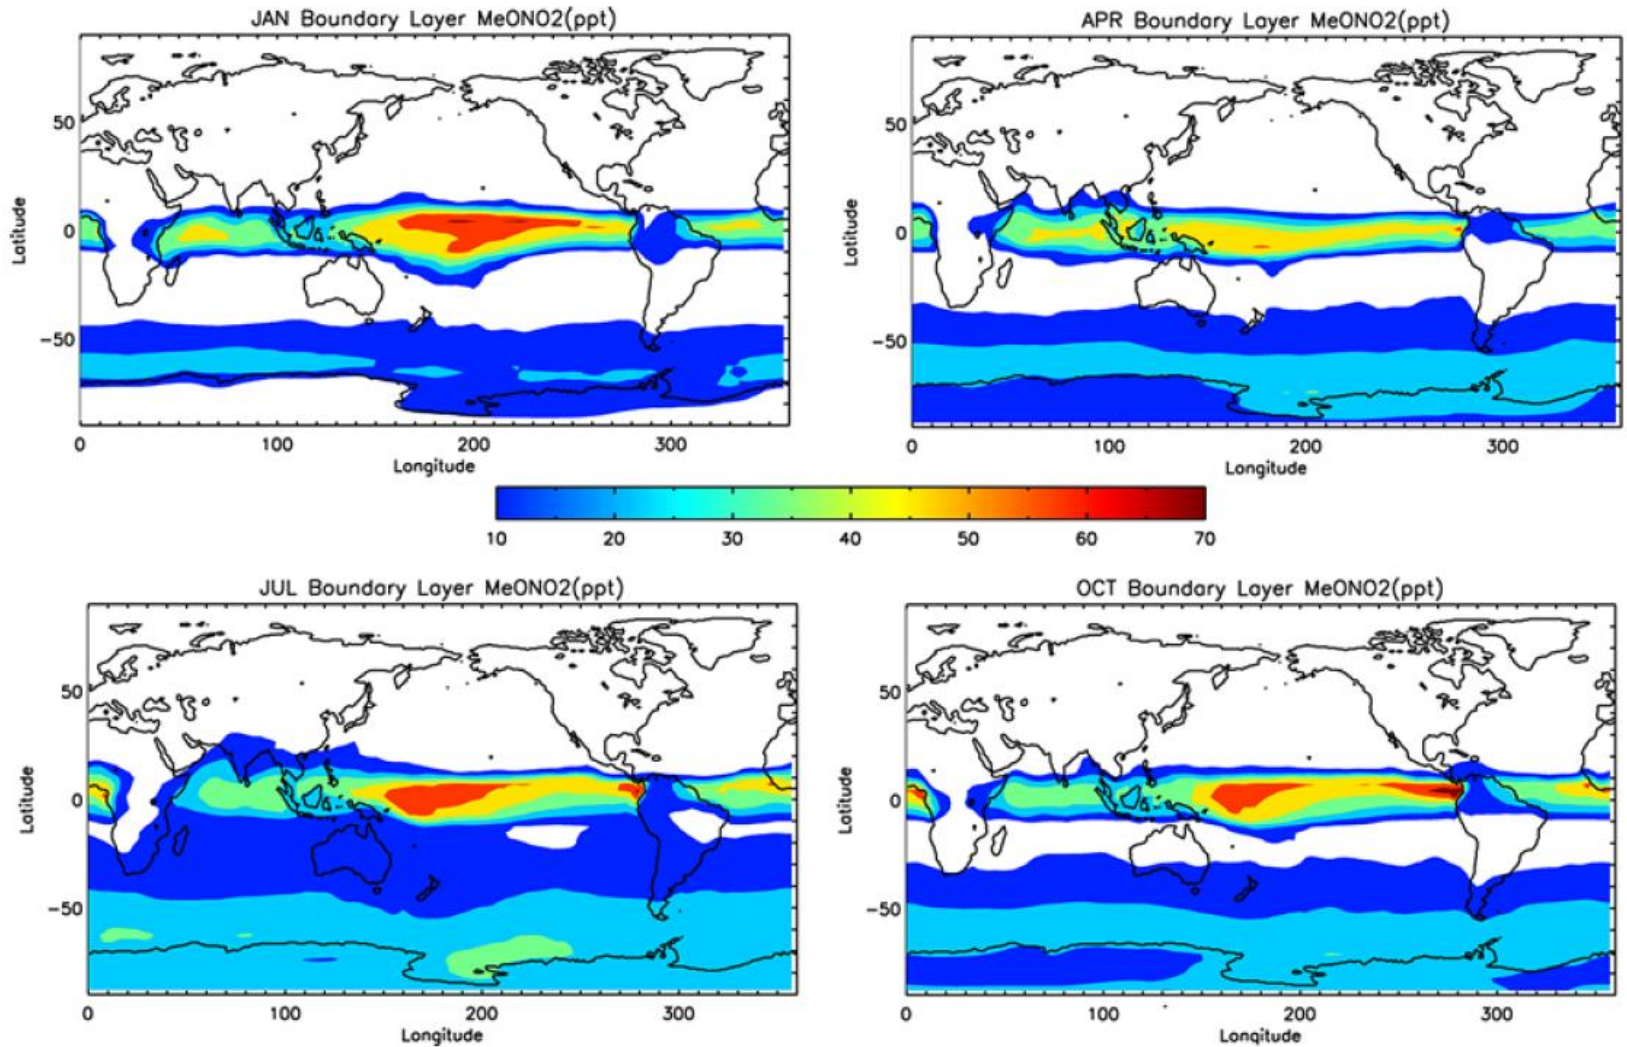 JAN Boundary Layer MeONO2(ppt)
APR Boundary Layer MeONO2(ppt)
Latitude
50
0
-50
0
100
200
300
Longitude
Latitude
50
0
-50
0
100
200
300
Longitude
10
20
30
40
50
60
70
JUL Boundary Layer MeONO2(ppt)
OCT Boundary Layer MeONO2(ppt)
Latitude
50
0
-50
0
100
200
300
Longitude
Latitude
50
0
-50
0
100
200
300
Longitude